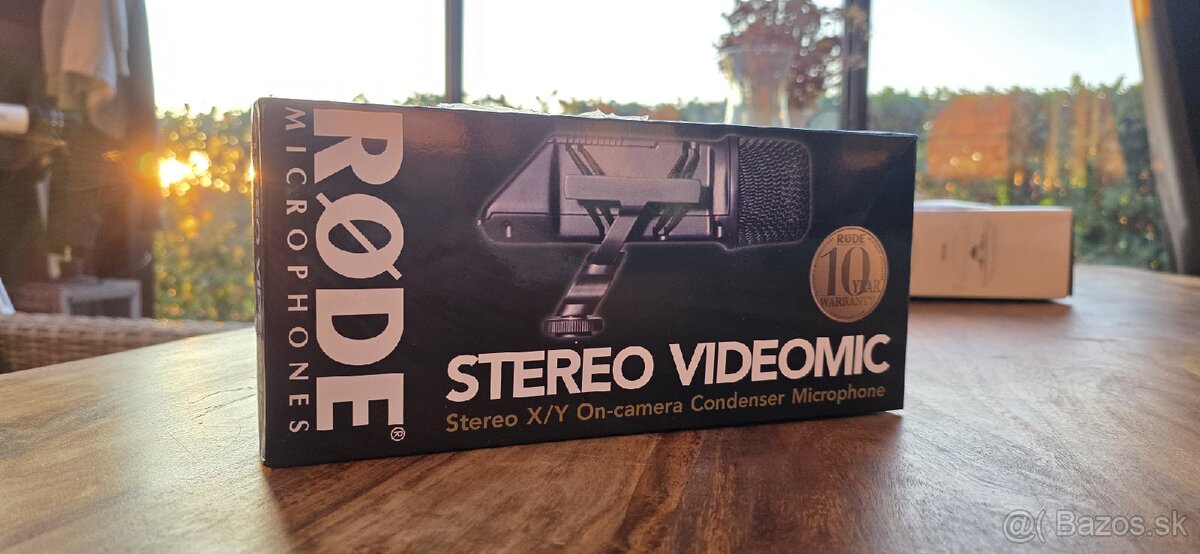 RØDE®
MICROPHONES
RØDE
10
YEAR
WARRANTY
STEREO VIDEOMIC
Stereo X/Y On-camera Condenser Microphone
@( Bazos.sk